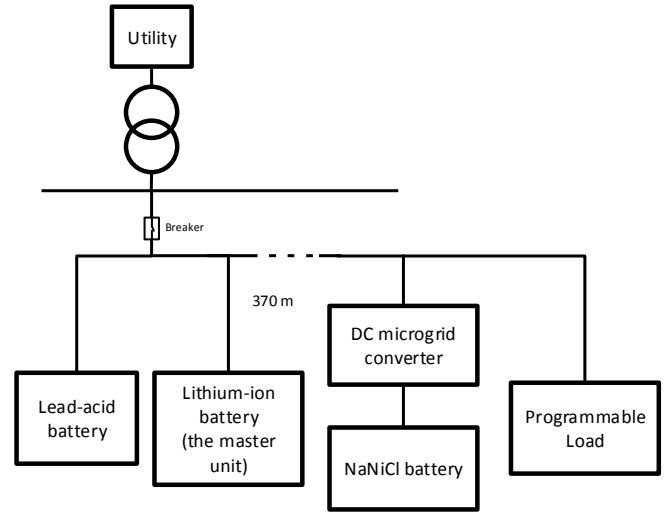 Utility
Breaker
370 m
DC microgrid
converter
Lead-acid
battery
Lithium-ion
battery
(the master
unit)
NaNiCl battery
Programmable
Load